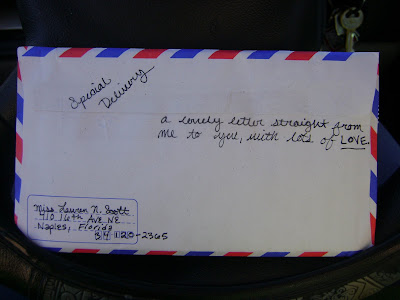 Special
Delivery
a lovely letter straight from
me to you, with lots of LOVE.
Miss Lauren N. Scott
410 16th Ave NE
Naples, Florida
34120-2365